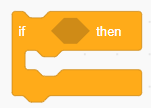 if then